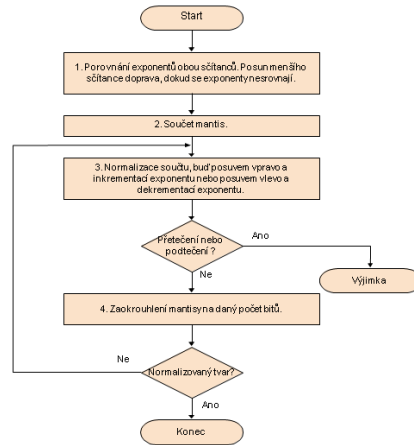 Start
1. Porovnání exponentů obou sčítanců. Posun menšího
sčítance doprava, dokud se exponenty nesrovnají.
2. Součet mantis.
3. Normalizace součtu, buď posuvem vpravo a
inkrementací exponentu nebo posuvem vlevo a
dekrementací exponentu.
Přetečení nebo
podtečení ?
Ano
Ne
Výjimka
4. Zaokrouhlení mantisy na daný počet bitů.
Ne
Normalizovaný tvar?
Ano
Konec